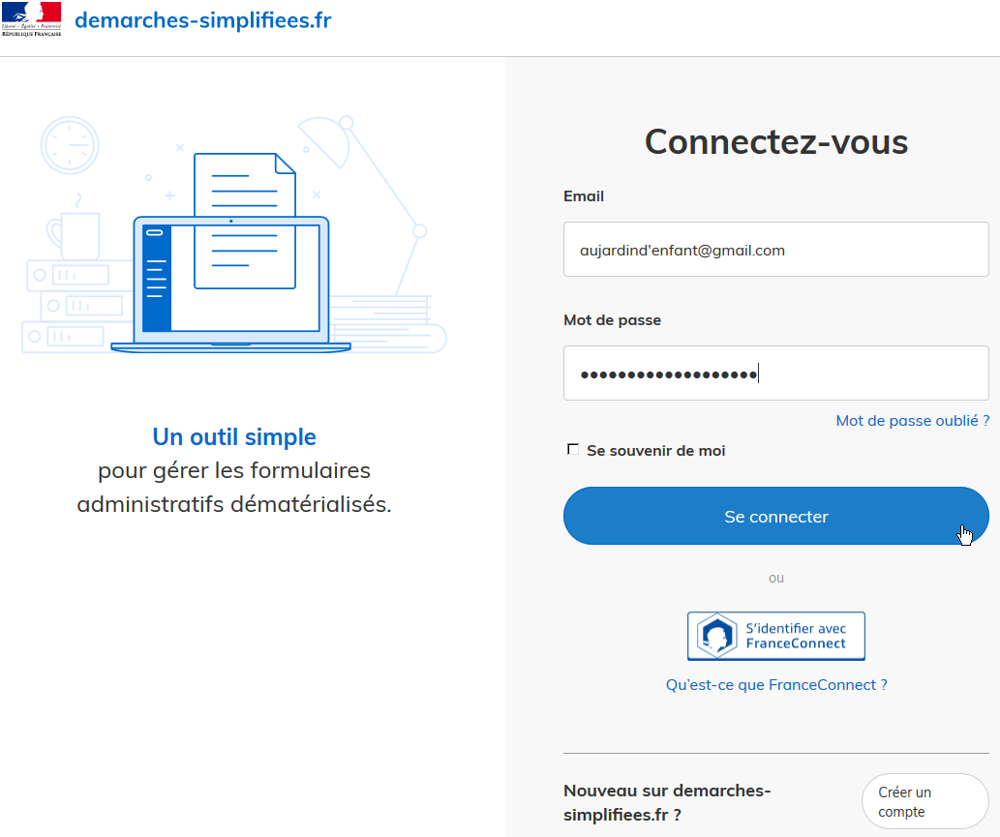 Liberté • Égalité • Fraternité
RÉPUBLIQUE FRANÇAISE
demarches-simplifiees.fr
Un outil simple
pour gérer les formulaires
administratifs dématérialisés.
Connectez-vous
Email
aujardind'enfant@gmail.com
Mot de passe
•••••••••••••••••••
Mot de passe oublié ?
Se souvenir de moi
Se connecter
ou
S'identifier avec
FranceConnect
Qu'est-ce que FranceConnect ?
Nouveau sur demarches-
simplifiees.fr ?
Créer un
compte